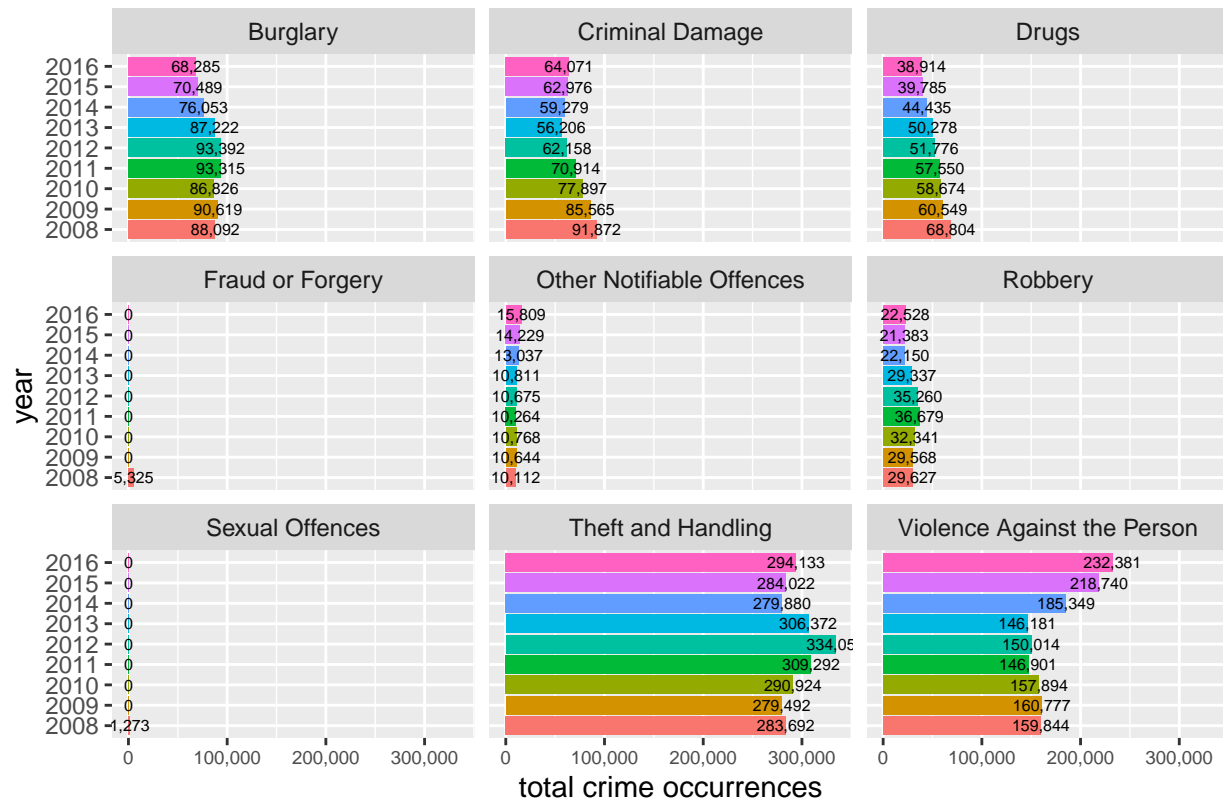 Burglary Criminal Damage Drugs
2016 68,285 64,071 38,914
2015 70,489 62,976 39,785
2014 76,053 59,279 44,435
2013 87,222 56,206 50,278
2012 93,392 62,158 51,776
2011 93,315 70,914 57,550
2010 86,826 77,897 58,674
2009 90,619 85,565 60,549
2008 88,092 91,872 68,804
Fraud or Forgery Other Notifiable Offences Robbery
2016 0 15,809 22,528
2015 0 14,229 21,383
2014 0 13,037 22,150
2013 0 10,811 29,337
2012 0 10,675 35,260
2011 0 10,264 36,679
2010 0 10,768 32,341
2009 0 10,644 29,568
2008 5,325 10,112 29,627
year
Sexual Offences Theft and Handling Violence Against the Person
2016 0 294,133 232,381
2015 0 284,022 218,740
2014 0 279,880 185,349
2013 0 306,372 146,181
2012 0 334,05 150,014
2011 0 309,292 146,901
2010 0 290,924 157,894
2009 0 279,492 160,777
2008 1,273 283,692 159,844
0 100,000 200,000 300,000 0 100,000 200,000 300,000 0 100,000 200,000 300,000
total crime occurrences